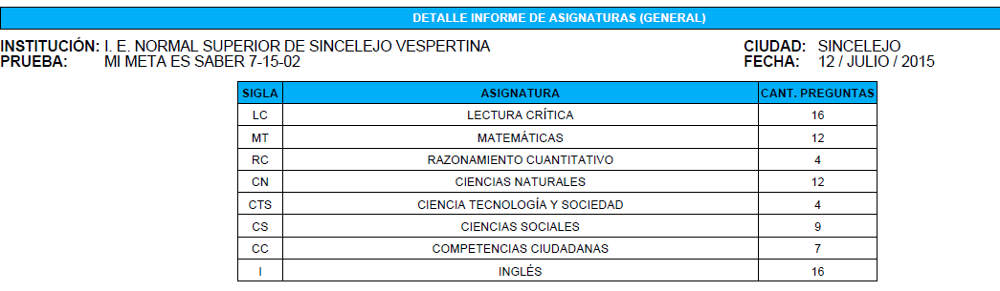 DETALLE INFORME DE ASIGNATURAS (GENERAL)
INSTITUCIÓN: I. E. NORMAL SUPERIOR DE SINCELEJO VESPERTINA CIUDAD: SINCELEJO
PRUEBA: MI META ES SABER 7-15-02 FECHA: 12 / JULIO / 2015
SIGLA ASIGNATURA CANT. PREGUNTAS
LC LECTURA CRÍTICA 16
MT MATEMÁTICAS 12
RC RAZONAMIENTO CUANTITATIVO 4
CN CIENCIAS NATURALES 12
CTS CIENCIA TECNOLOGÍA Y SOCIEDAD 4
CS CIENCIAS SOCIALES 9
CC COMPETENCIAS CIUDADANAS 7
I INGLÉS 16